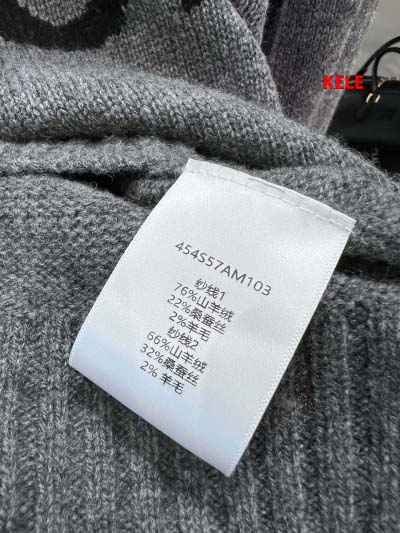 KELE
454S57AM103
纱线1
76%山羊绒
22%桑蚕丝
2%羊毛
纱线2
66%山羊绒
32%桑蚕丝
2% 羊毛